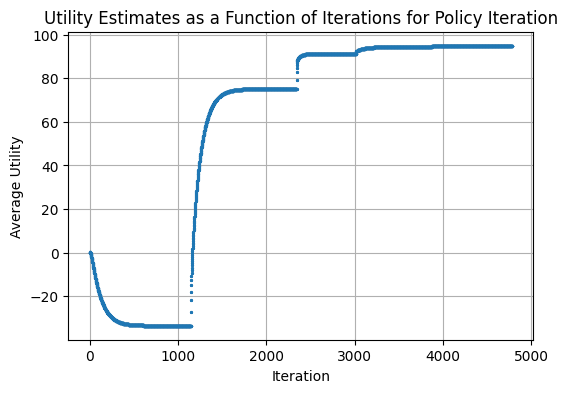 Utility Estimates as a Function of Iterations for Policy Iteration
100
80
60
40
20
0
−20
Average Utility
0 1000 2000 3000 4000 5000
Iteration